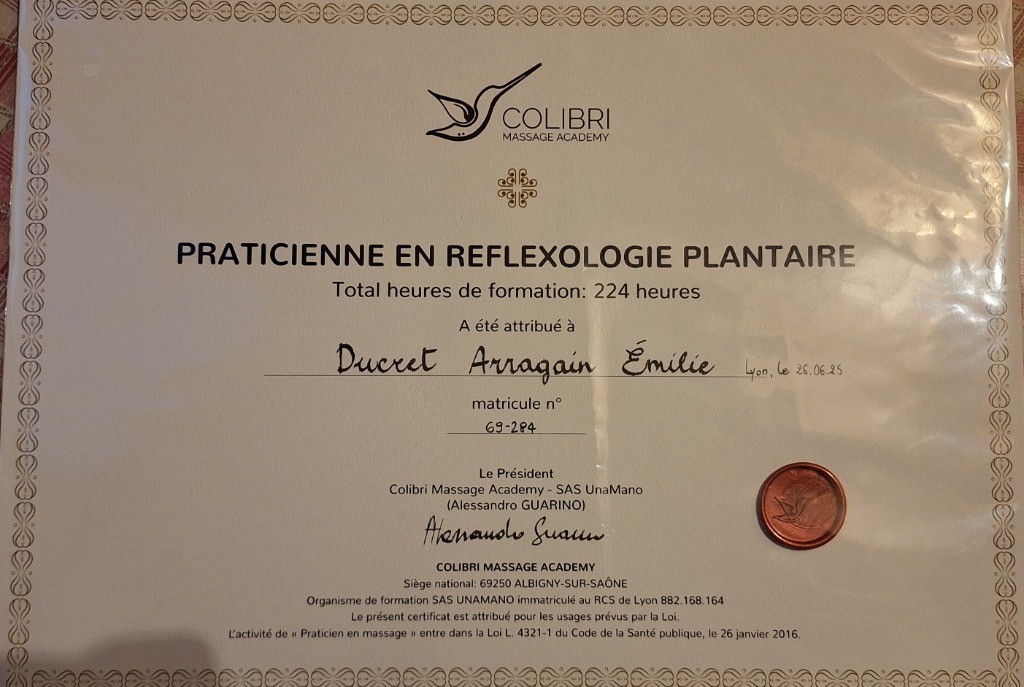 COLIBRI
MASSAGE ACADEMY
PRATICIENNE EN REFLEXOLOGIE PLANTAIRE
Total heures de formation: 224 heures
A été attribué à
Ducret Arragain Émilie Lyon, le 26.06.25
matricule n°
69-284
Le Président
Colibri Massage Academy - SAS UnaMano
(Alessandro GUARINO)
Alessandro Guarino
COLIBRI MASSAGE ACADEMY
Siège national: 69250 ALBIGNY-SUR-SAÔNE
Organisme de formation SAS UNAMANO immatriculé au RCS de Lyon 882.168.164
Le présent certificat est attribué pour les usages prévus par la Loi.
L'activité de « Praticien en massage » entre dans la Loi L. 4321-1 du Code de la Santé publique, le 26 janvier 2016.